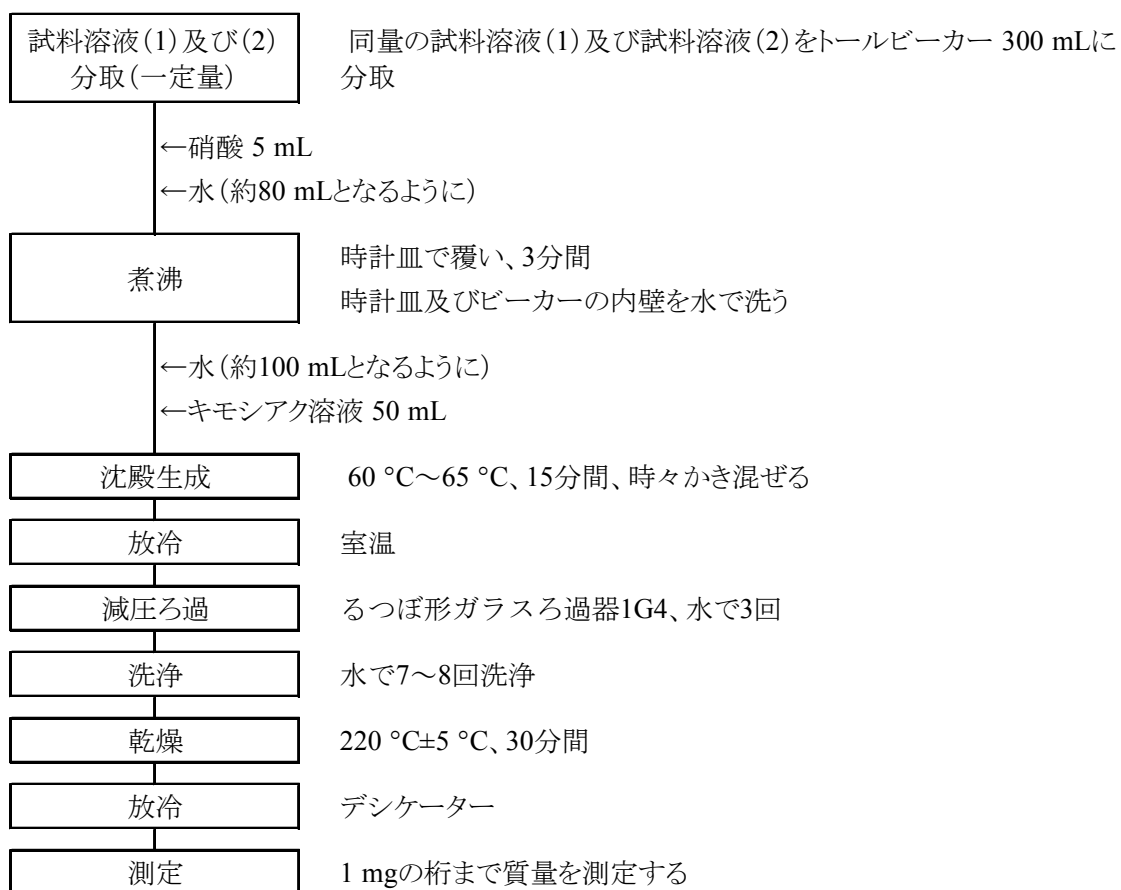 試料溶液(1)及び(2)
分取(一定量)
同量の試料溶液(1)及び試料溶液(2)をトールビーカー 300 mLに
分取
←硝酸 5 mL
←水(約80 mLとなるように)
煮沸
時計皿で覆い、3分間
時計皿及びビーカーの内壁を水で洗う
←水(約100 mLとなるように)
←キモシアク溶液 50 mL
沈殿生成
60 °C~65 °C、15分間、時々かき混ぜる
放冷
室温
減圧ろ過
るつぼ形ガラスろ過器1G4、水で3回
洗浄
水で7~8回洗浄
乾燥
220 °C±5 °C、30分間
放冷
デシケーター
測定
1 mgの桁まで質量を測定する